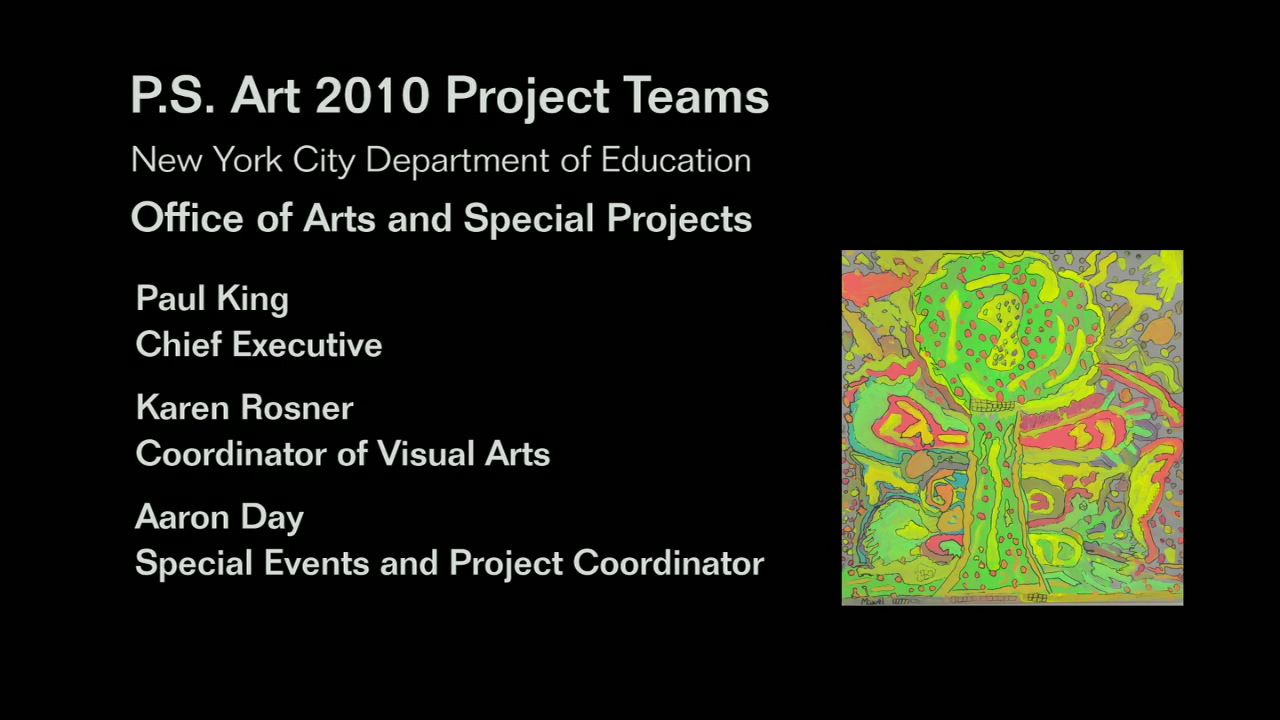 P.S. Art 2010 Project Teams
New York City Department of Education
Office of Arts and Special Projects
Paul King
Chief Executive
Karen Rosner
Coordinator of Visual Arts
Aaron Day
Special Events and Project Coordinator